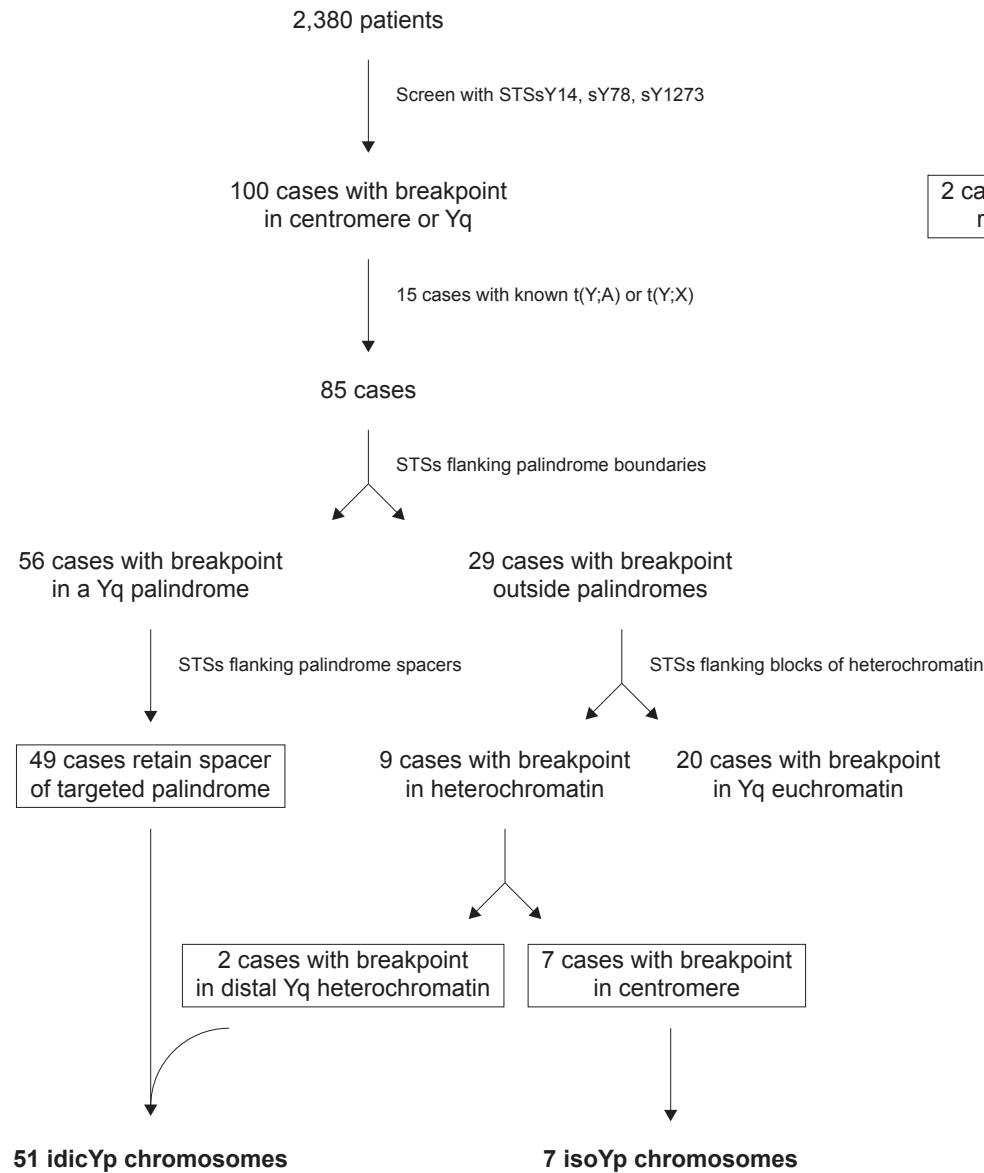 2,380 patients
Screen with STSsY14, sY78, sY1273
100 cases with breakpoint
in centromere or Yq
2
15 cases with known t(Y;A) or t(Y;X)
85 cases
STSs flanking palindrome boundaries
56 cases with breakpoint
in a Yq palindrome
29 cases with breakpoint
outside palindromes
STSs flanking palindrome spacers
STSs flanking blocks of heterochromatin
49 cases retain spacer
of targeted palindrome
9 cases with breakpoint
in heterochromatin
20 cases with breakpoint
in Yq euchromatin
2 cases with breakpoint
in distal Yq heterochromatin
7 cases with breakpoint
in centromere
51 idicYp chromosomes
7 isoYp chromosomes